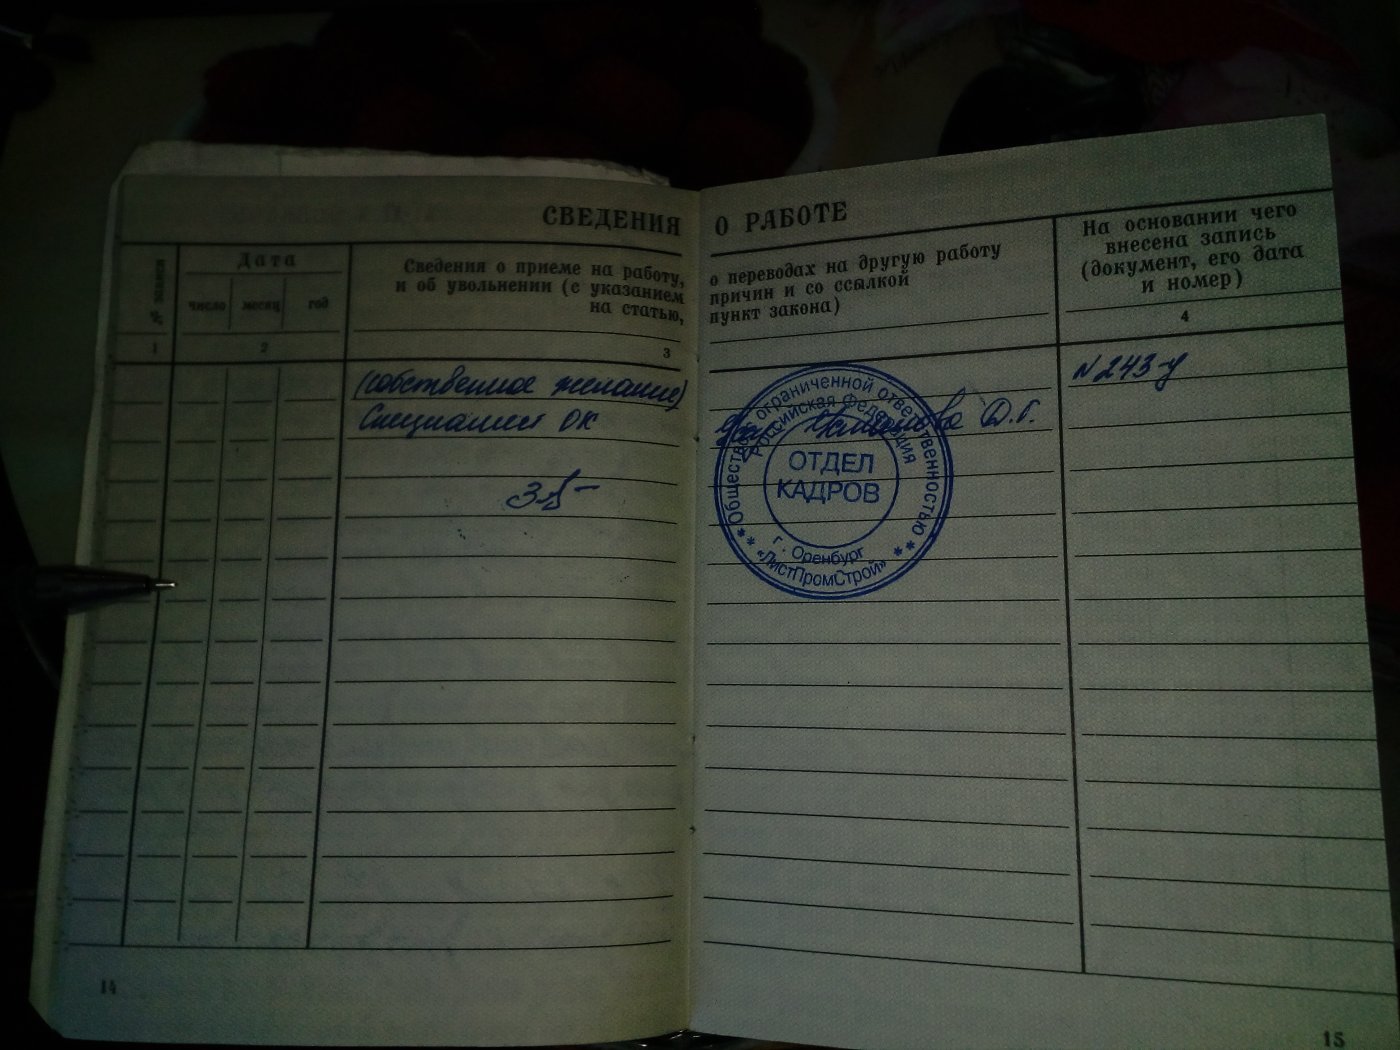 СВЕДЕНИЯ О РАБОТЕ
№ записи
Дата
число месяц год
Сведения о приеме на работу, о переводах на другую работу
и об увольнении (с указанием причин и со ссылкой
на статью, пункт закона)
На основании чего
внесена запись
(документ, его дата
и номер)
1 2 3 4
(собственное желание)
N243-у
Специалист ОК
Д.Г.
Общество ограниченной ответственностью
Российская Федерация
ОТДЕЛ
КАДРОВ
г. Оренбург
«ЛистПромСтрой»
14
15